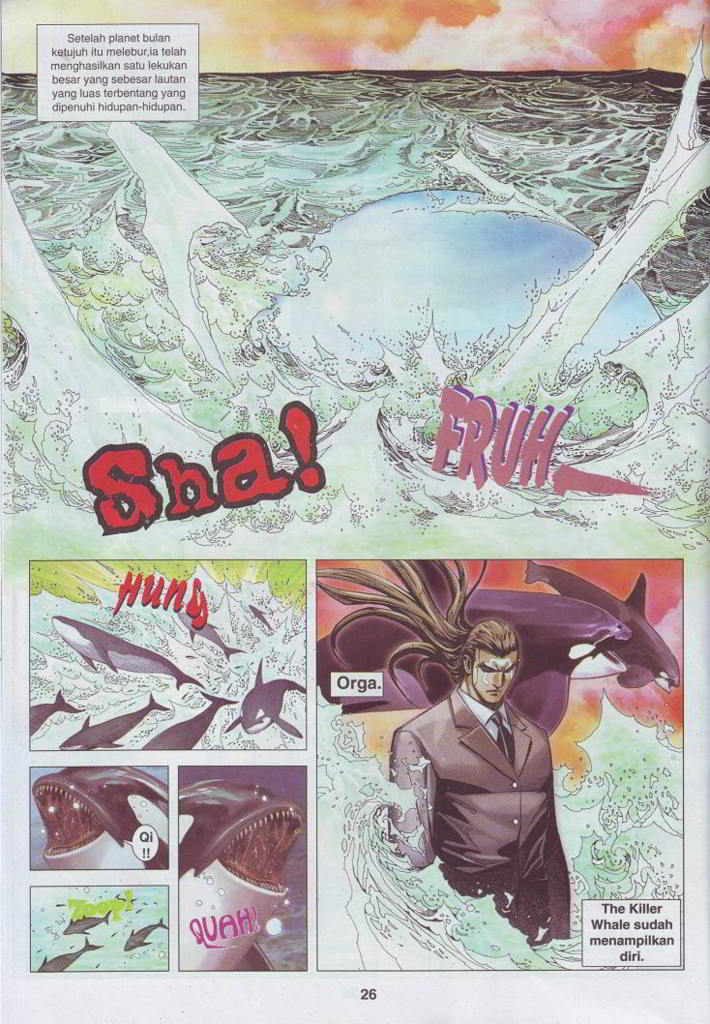 Setelah planet bulan
ketujuh itu melebur,ia telah
menghasilkan satu lekukan
besar yang sebesar lautan
yang luas terbentang yang
dipenuhi hidupan-hidupan.
Sha!
FRUH
HUNG
Orga.
Qi
!!
Zoop!
QUAH!
The Killer
Whale sudah
menampilkan
diri.
26